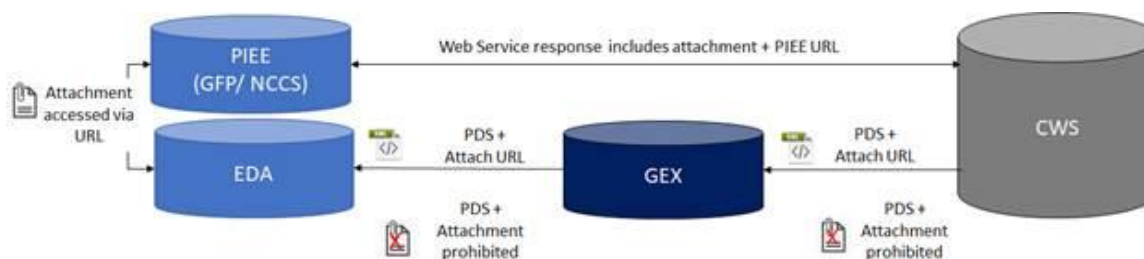 PIEE
(GFP/ NCCS)
Web Service response includes attachment + PIEE URL
Attachment
accessed via
URL
CWS
PDS +
Attach URL
PDS +
Attach URL
EDA
GEX
PDS +
Attachment
prohibited
PDS +
Attachment
prohibited